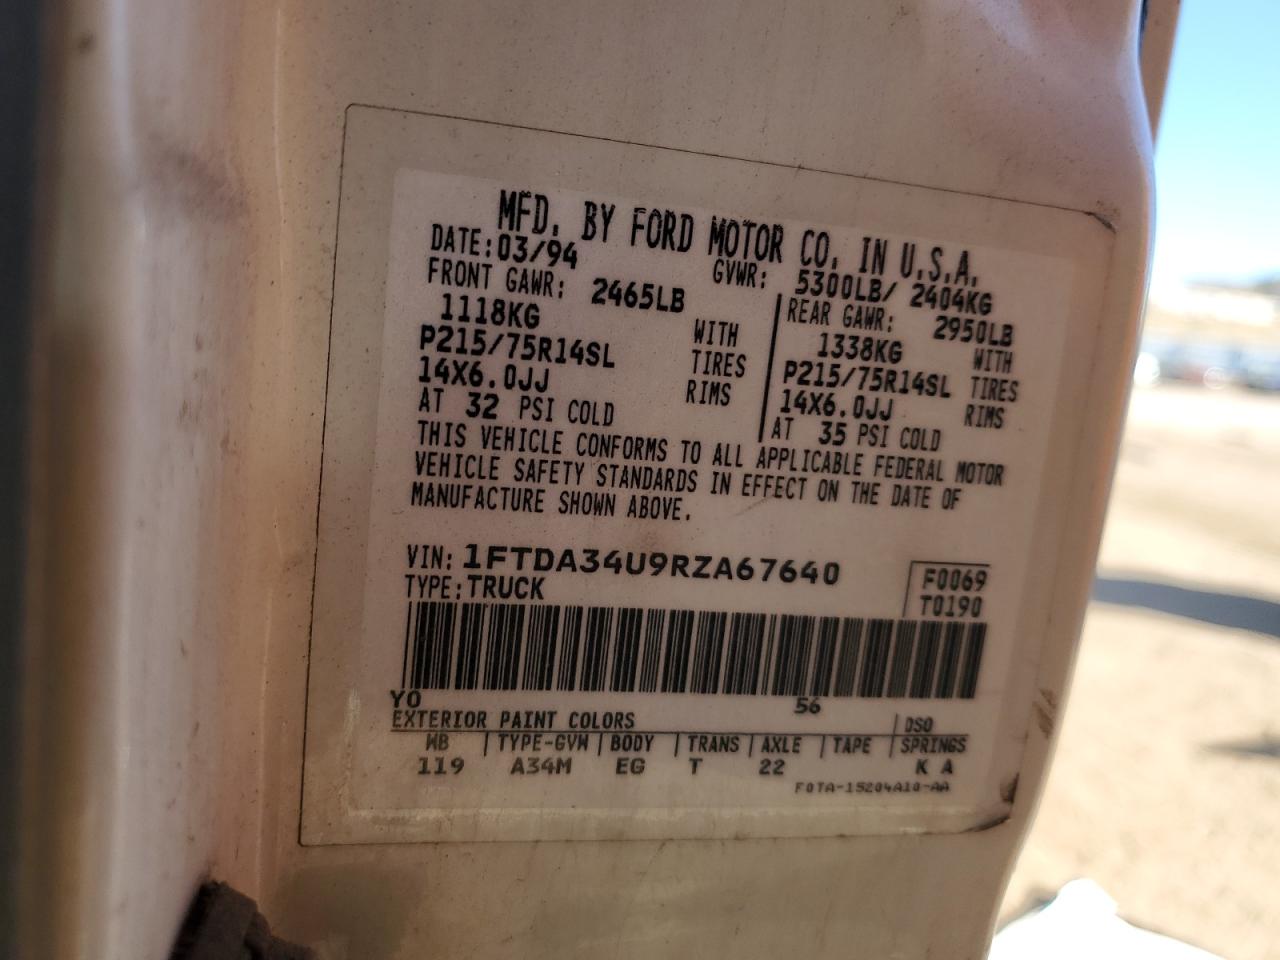 MFD. BY FORD MOTOR CO. IN U.S.A.
DATE: 03/94 GVWR: 5300LB/ 2404KG
FRONT GAWR: 2465LB REAR GAWR: 2950LB
1118KG WITH 1338KG WITH
P215/75R14SL TIRES P215/75R14SL TIRES
14X6.0JJ RIMS 14X6.0JJ RIMS
AT 32 PSI COLD AT 35 PSI COLD
THIS VEHICLE CONFORMS TO ALL APPLICABLE FEDERAL MOTOR
VEHICLE SAFETY STANDARDS IN EFFECT ON THE DATE OF
MANUFACTURE SHOWN ABOVE.
VIN: 1FTDA34U9RZA67640 F0069
TYPE: TRUCK T0190
YO 56
EXTERIOR PAINT COLORS DSO
WB TYPE-GVW BODY TRANS AXLE TAPE SPRINGS
119 A34M EG T 22 K A
F0TA-15204A10-AA